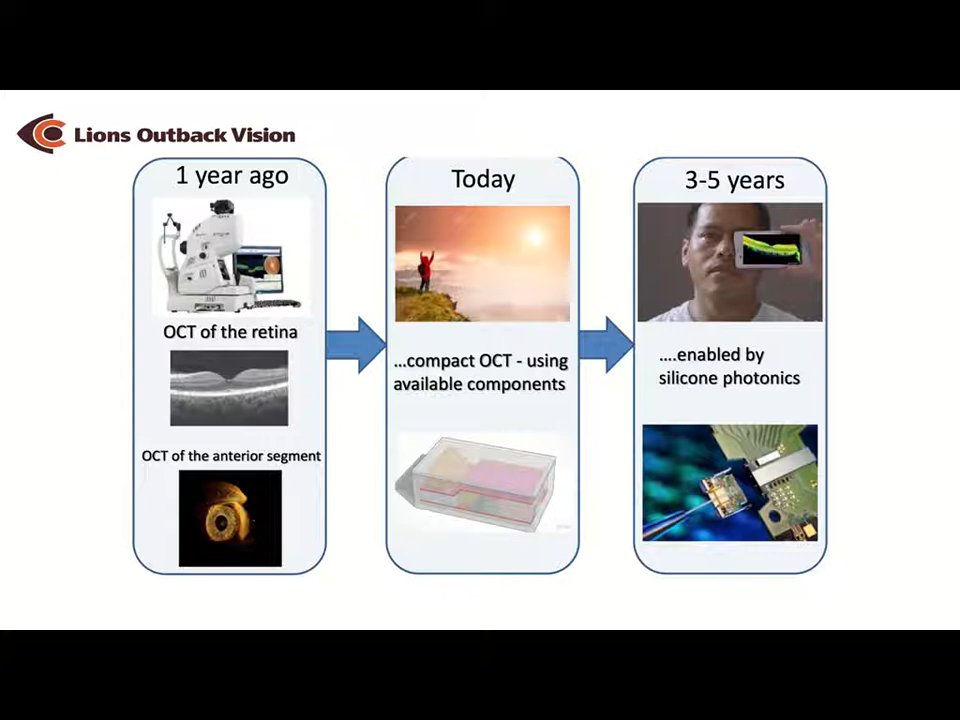 Lions Outback Vision
1 year ago
OCT of the retina
OCT of the anterior segment
Today
...compact OCT - using
available components
3-5 years
....enabled by
silicone photonics